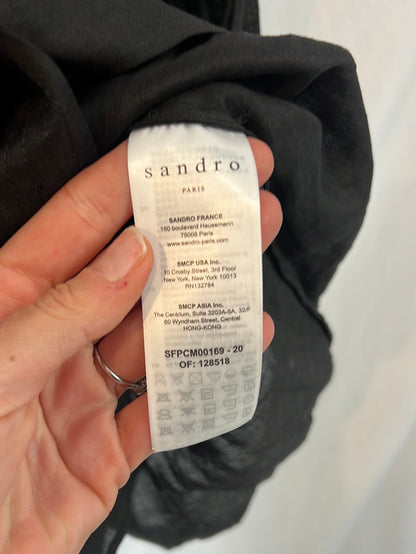 sandro
PARIS
SANDRO FRANCE
150 boulevard Haussmann
75008 Paris
www.sandro-paris.com
SMCP USA Inc.
10 Crosby Street, 3rd Floor
New York, New York 10013
RN132764
SMCP ASIA Inc.
The Centrium, Suite 3203A-5A, 32/F
60 Wyndham Street, Central
HONG-KONG
SFPCM00169 - 20
OF: 128518